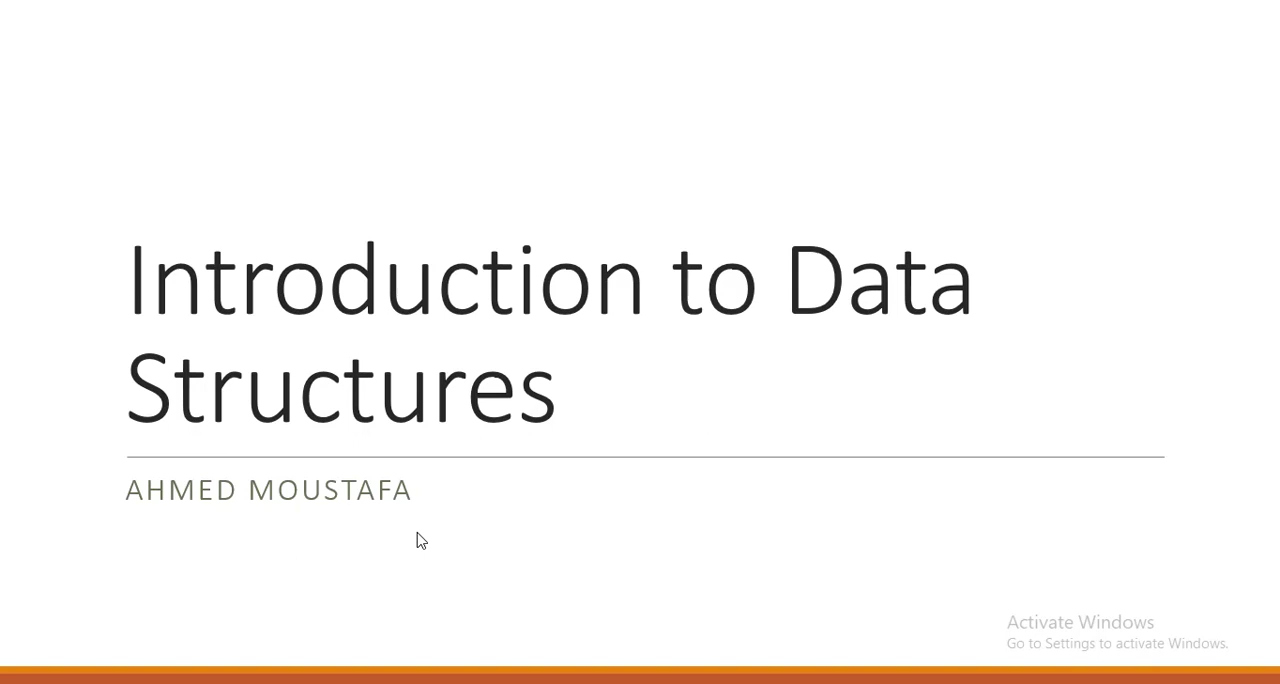 Introduction to Data
Structures
AHMED MOUSTAFA
Activate Windows
Go to Settings to activate Windows.